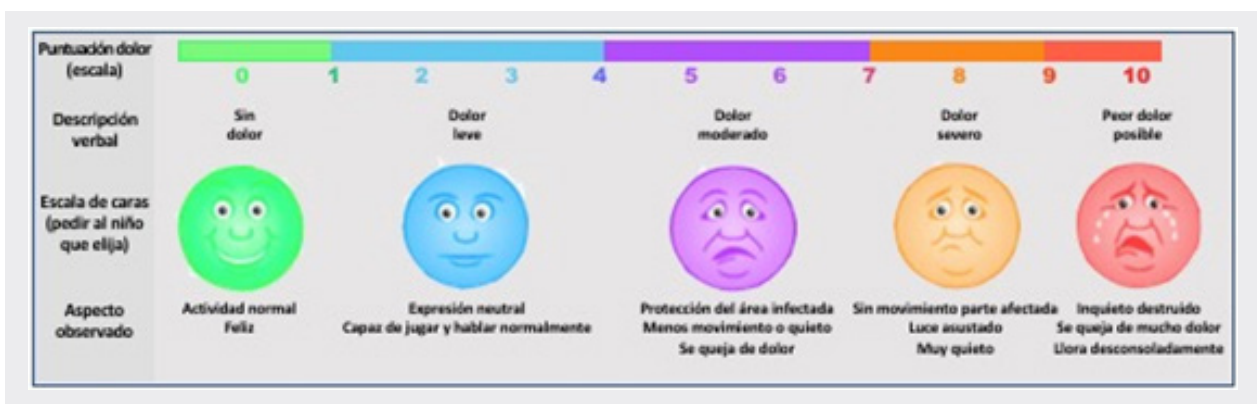 Puntuación dolor
(escala)
0 1 2 3 4 5 6 7 8 9 10
Descripción
verbal
Sin
dolor
Dolor
leve
Dolor
moderado
Dolor
severo
Peor dolor
posible
Escala de caras
(pedir al niño
que elija)
Aspecto
observado
Actividad normal
Feliz
Expresión neutral
Capaz de jugar y hablar normalmente
Protección del área infectada
Menos movimiento o quieto
Se queja de dolor
Sin movimiento parte afectada
Luce asustado
Muy quieto
Inquieto destruido
Se queja de mucho dolor
Llora desconsoladamente